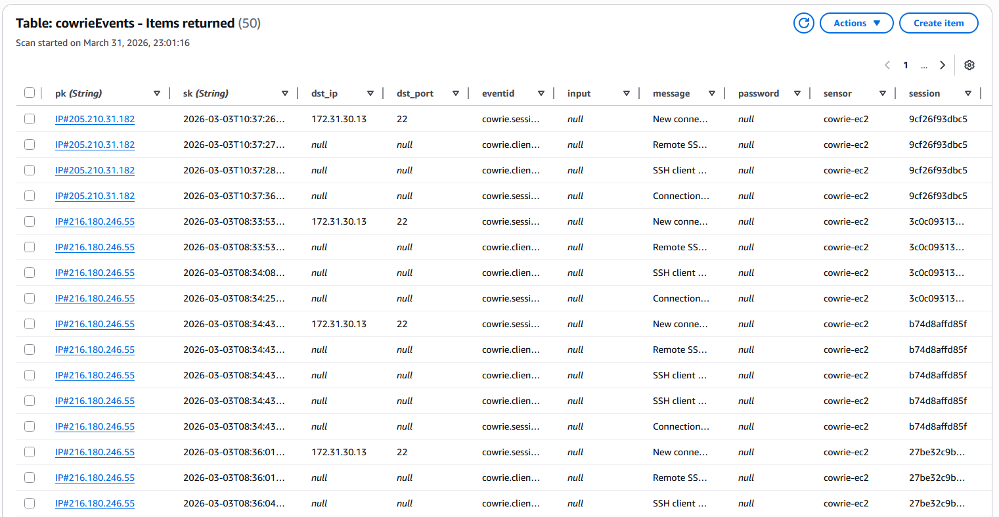 Table: cowrieEvents - Items returned (50)
Actions
Create item
Scan started on March 31, 2026, 23:01:16
1 ...
pk (String) sk (String) dst_ip dst_port eventid input message password sensor session
IP#205.210.31.182 2026-03-03T10:37:26... 172.31.30.13 22 cowrie.sessi... null New conne... null cowrie-ec2 9cf26f93dbc5
IP#205.210.31.182 2026-03-03T10:37:27... null null cowrie.clien... null Remote SS... null cowrie-ec2 9cf26f93dbc5
IP#205.210.31.182 2026-03-03T10:37:28... null null cowrie.clien... null SSH client ... null cowrie-ec2 9cf26f93dbc5
IP#205.210.31.182 2026-03-03T10:37:36... null null cowrie.sessi... null Connection... null cowrie-ec2 9cf26f93dbc5
IP#216.180.246.55 2026-03-03T08:33:53... 172.31.30.13 22 cowrie.sessi... null New conne... null cowrie-ec2 3c0c09313...
IP#216.180.246.55 2026-03-03T08:33:53... null null cowrie.clien... null Remote SS... null cowrie-ec2 3c0c09313...
IP#216.180.246.55 2026-03-03T08:34:08... null null cowrie.clien... null SSH client ... null cowrie-ec2 3c0c09313...
IP#216.180.246.55 2026-03-03T08:34:25... null null cowrie.sessi... null Connection... null cowrie-ec2 3c0c09313...
IP#216.180.246.55 2026-03-03T08:34:43... 172.31.30.13 22 cowrie.sessi... null New conne... null cowrie-ec2 b74d8affd85f
IP#216.180.246.55 2026-03-03T08:34:43... null null cowrie.clien... null Remote SS... null cowrie-ec2 b74d8affd85f
IP#216.180.246.55 2026-03-03T08:34:43... null null cowrie.clien... null SSH client ... null cowrie-ec2 b74d8affd85f
IP#216.180.246.55 2026-03-03T08:34:43... null null cowrie.clien... null SSH client ... null cowrie-ec2 b74d8affd85f
IP#216.180.246.55 2026-03-03T08:34:43... null null cowrie.sessi... null Connection... null cowrie-ec2 b74d8affd85f
IP#216.180.246.55 2026-03-03T08:36:01... 172.31.30.13 22 cowrie.sessi... null New conne... null cowrie-ec2 27be32c9b...
IP#216.180.246.55 2026-03-03T08:36:01... null null cowrie.clien... null Remote SS... null cowrie-ec2 27be32c9b...
IP#216.180.246.55 2026-03-03T08:36:04... null null cowrie.clien... null SSH client ... null cowrie-ec2 27be32c9b...